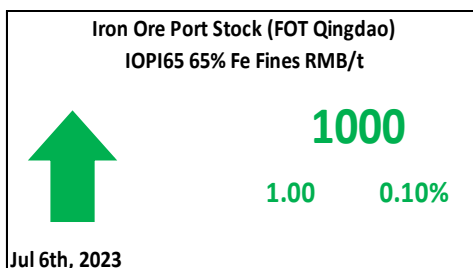 Iron Ore Port Stock (FOT Qingdao)
IOPI65 65% Fe Fines RMB/t
1000
1.00 0.10%
Jul 6th, 2023